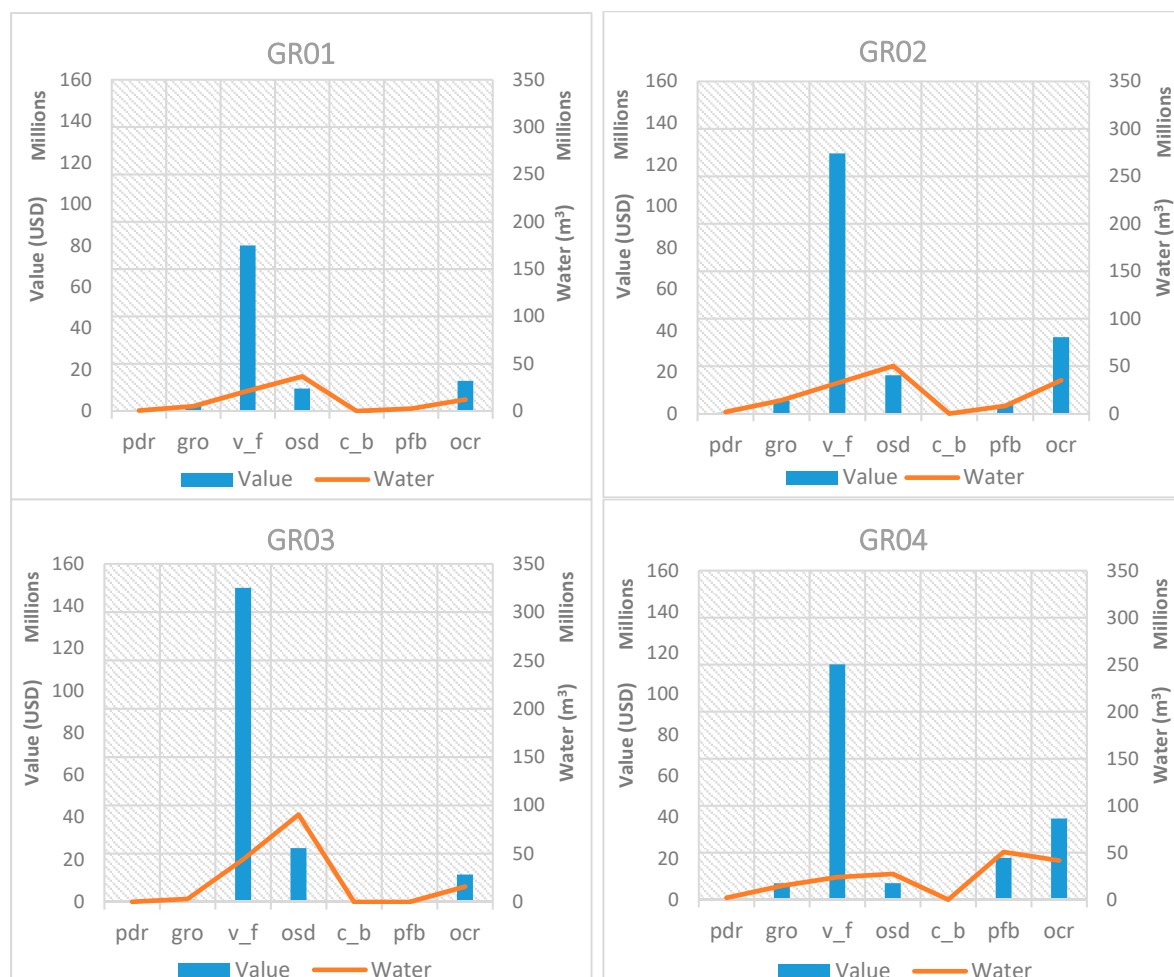 GR01
160
140
120
100
80
60
40
20
0
Millions
Value (USD)
350
300
250
200
150
100
50
0
Millions
Water (m³)
pdr gro v_f osd c_b pfb ocr
Value Water
GR02
160
140
120
100
80
60
40
20
0
Millions
Value (USD)
350
300
250
200
150
100
50
0
Millions
Water (m³)
pdr gro v_f osd c_b pfb ocr
Value Water
GR03
160
140
120
100
80
60
40
20
0
Millions
Value (USD)
350
300
250
200
150
100
50
0
Millions
Water (m³)
pdr gro v_f osd c_b pfb ocr
Value Water
GR04
160
140
120
100
80
60
40
20
0
Millions
Value (USD)
350
300
250
200
150
100
50
0
Millions
Water (m³)
pdr gro v_f osd c_b pfb ocr
Value Water